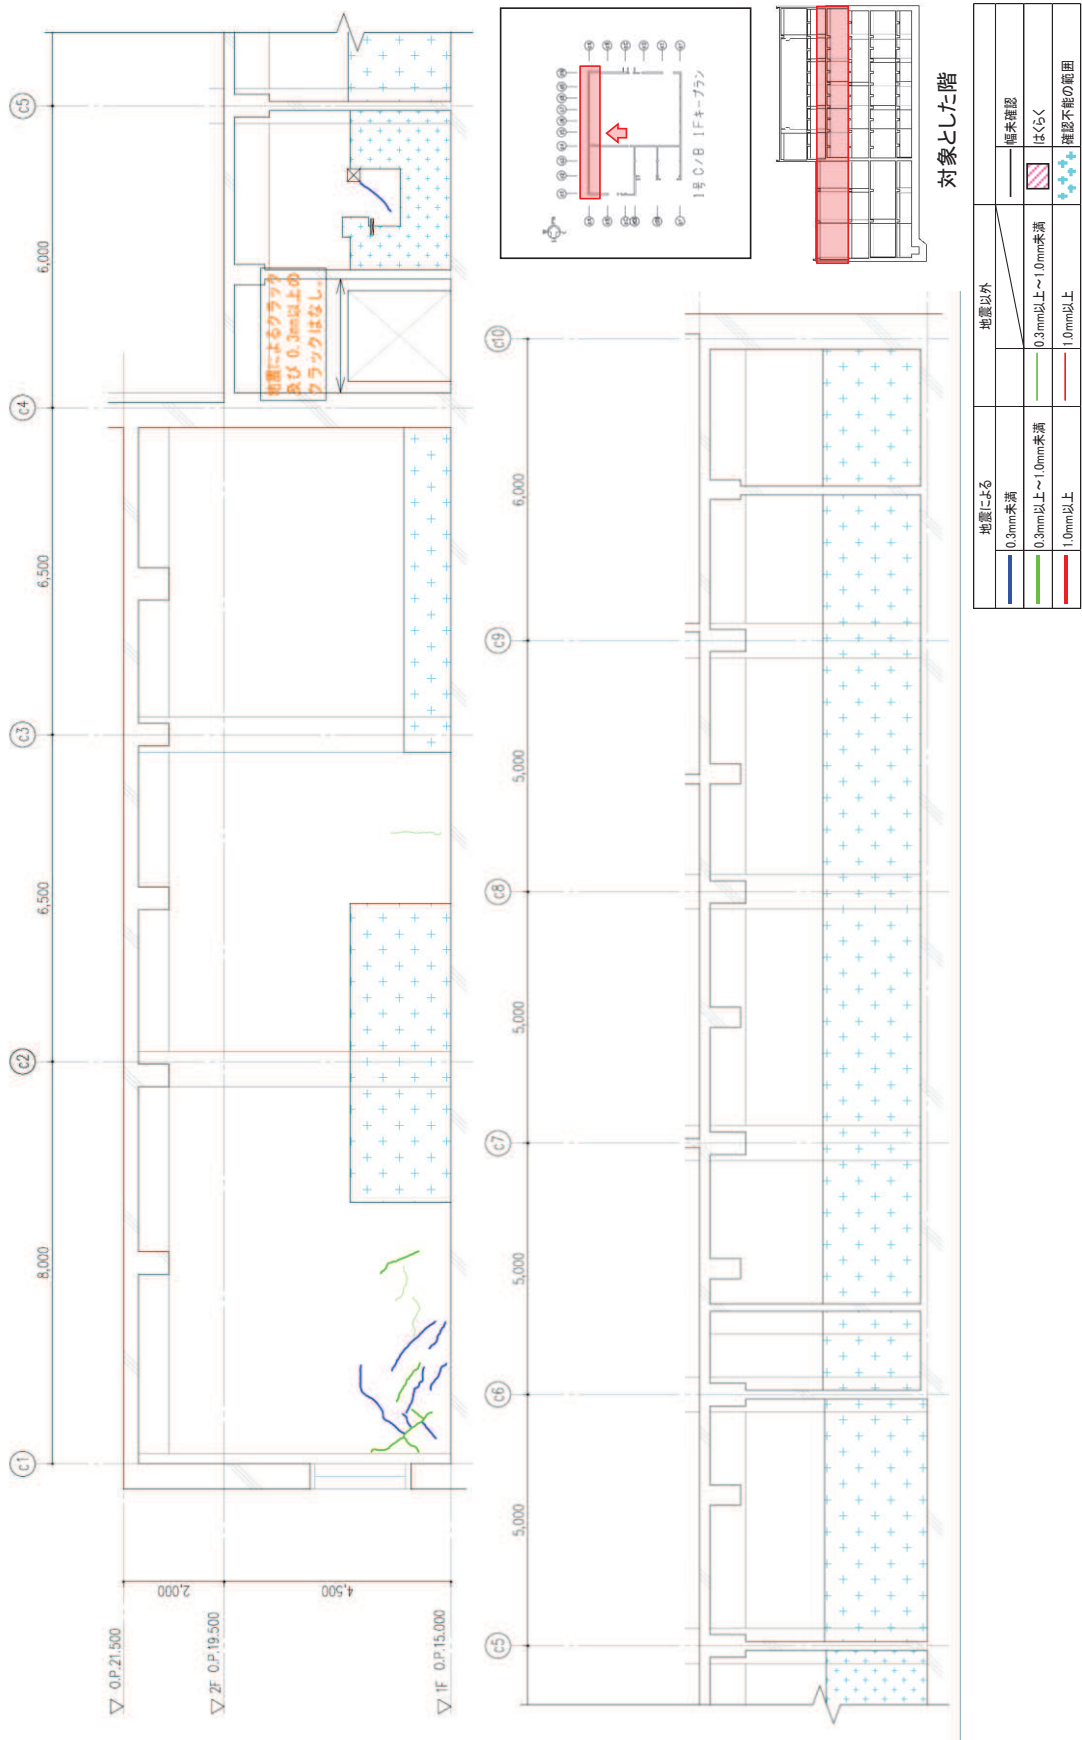 C1
C2
C3
C4
C5
8,000
6,500
6,500
6,000
6,000
地震によるクラック
及び 0.3mm以上の
クラックはなし。
2,000
4,500
▽ O.P.21.500
▽ 2F O.P.19.500
▽ 1F O.P.15.000
C5
C6
C7
C8
C9
C10
5,000
5,000
5,000
5,000
6,000
1号C/B 1Fキープラン
対象とした階
地震による
地震以外
0.3mm未満
幅未確認
0.3mm以上~1.0mm未満
0.3mm以上~1.0mm未満
はくらく
1.0mm以上
1.0mm以上
確認不能の範囲